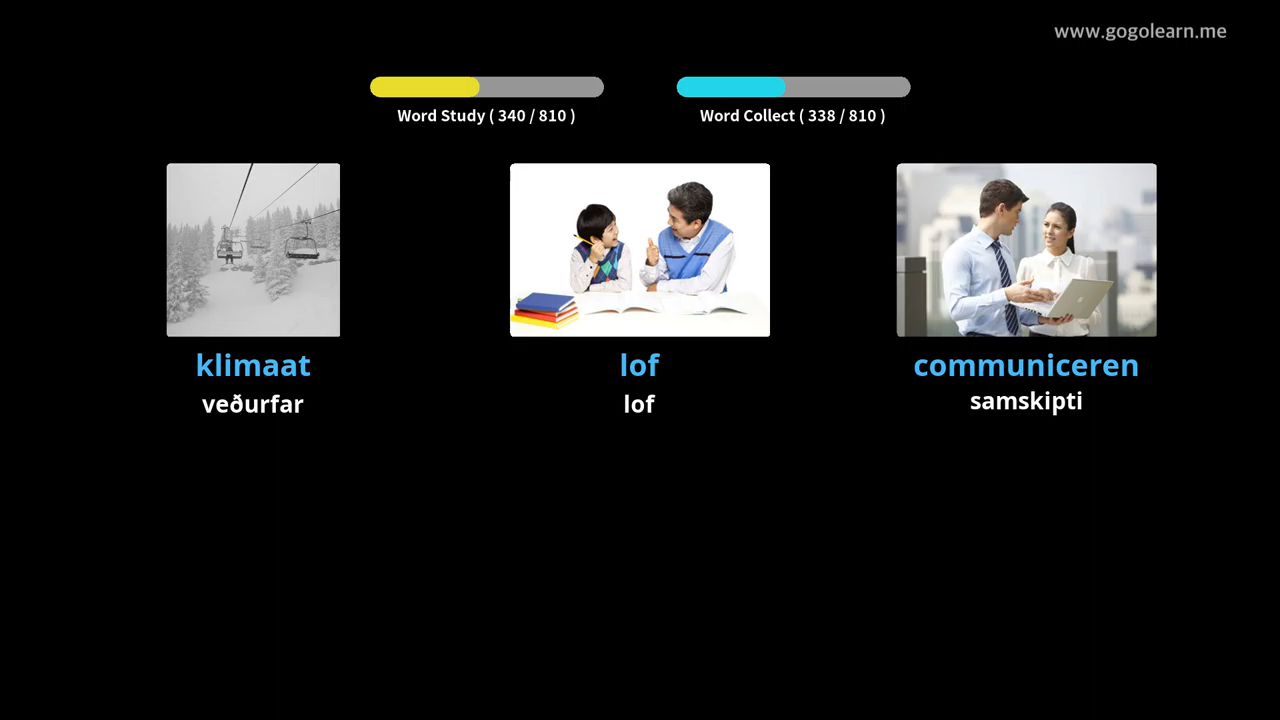 www.gogolearn.me
Word Study ( 340 / 810 )
Word Collect ( 338 / 810 )
klimaat
veðurfar
lof
lof
communiceren
samskipti